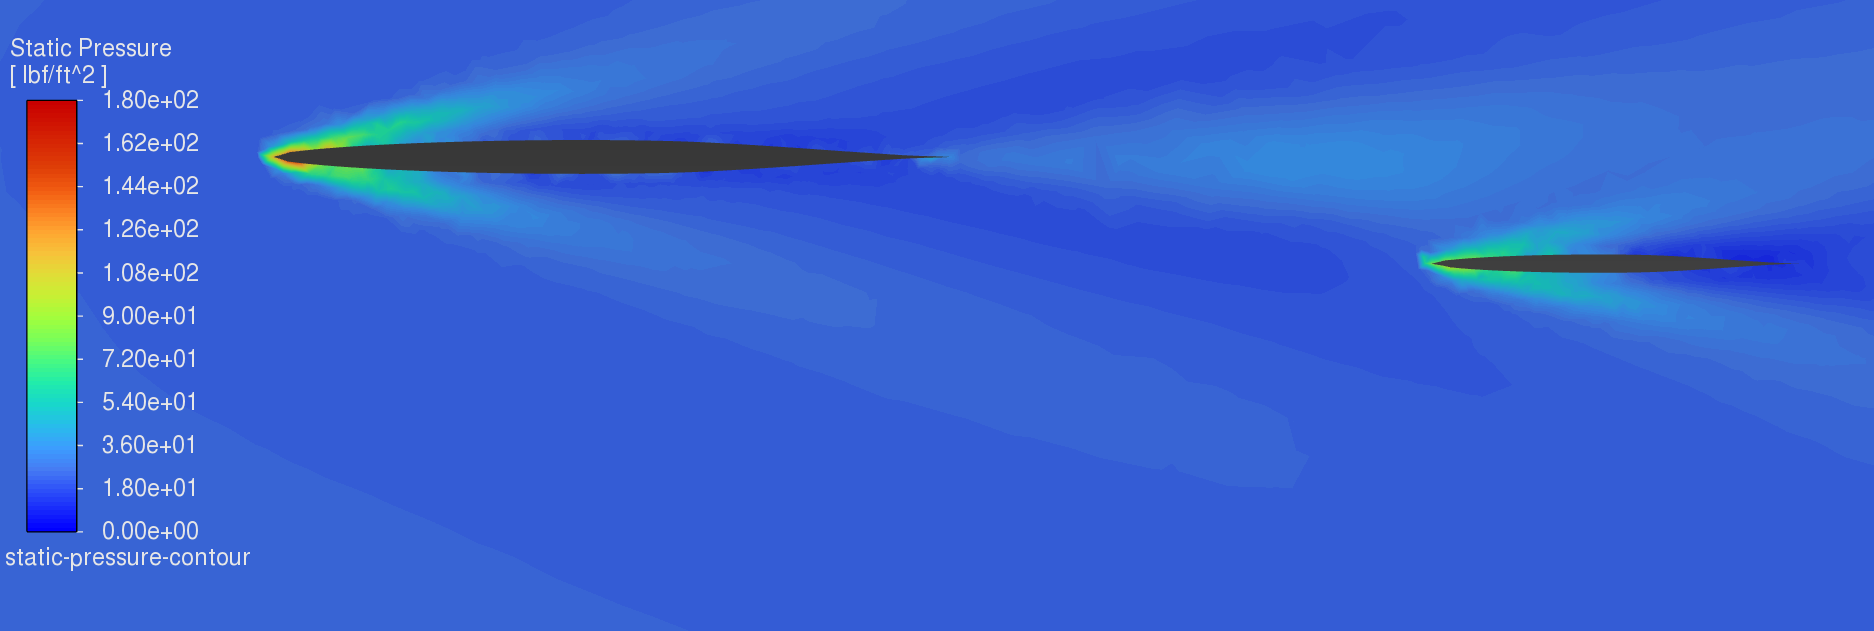 Static Pressure
[ lbf/ft^2 ]
1.80e+02
1.62e+02
1.44e+02
1.26e+02
1.08e+02
9.00e+01
7.20e+01
5.40e+01
3.60e+01
1.80e+01
0.00e+00
static-pressure-contour